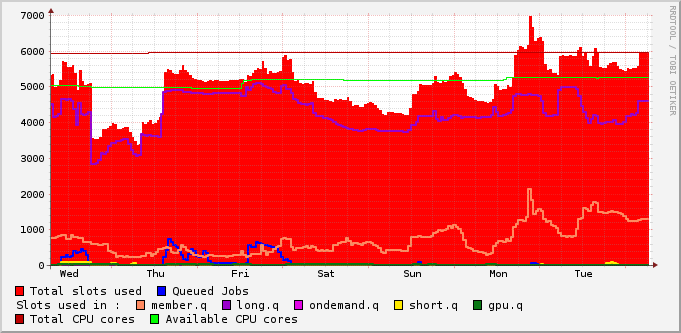 7000
6000
5000
4000
3000
2000
1000
0
Wed Thu Fri Sat Sun Mon Tue
RRDTOOL / TOBI OETIKER
Total slots used Queued Jobs
Slots used in : member.q long.q ondemand.q short.q gpu.q
Total CPU cores Available CPU cores